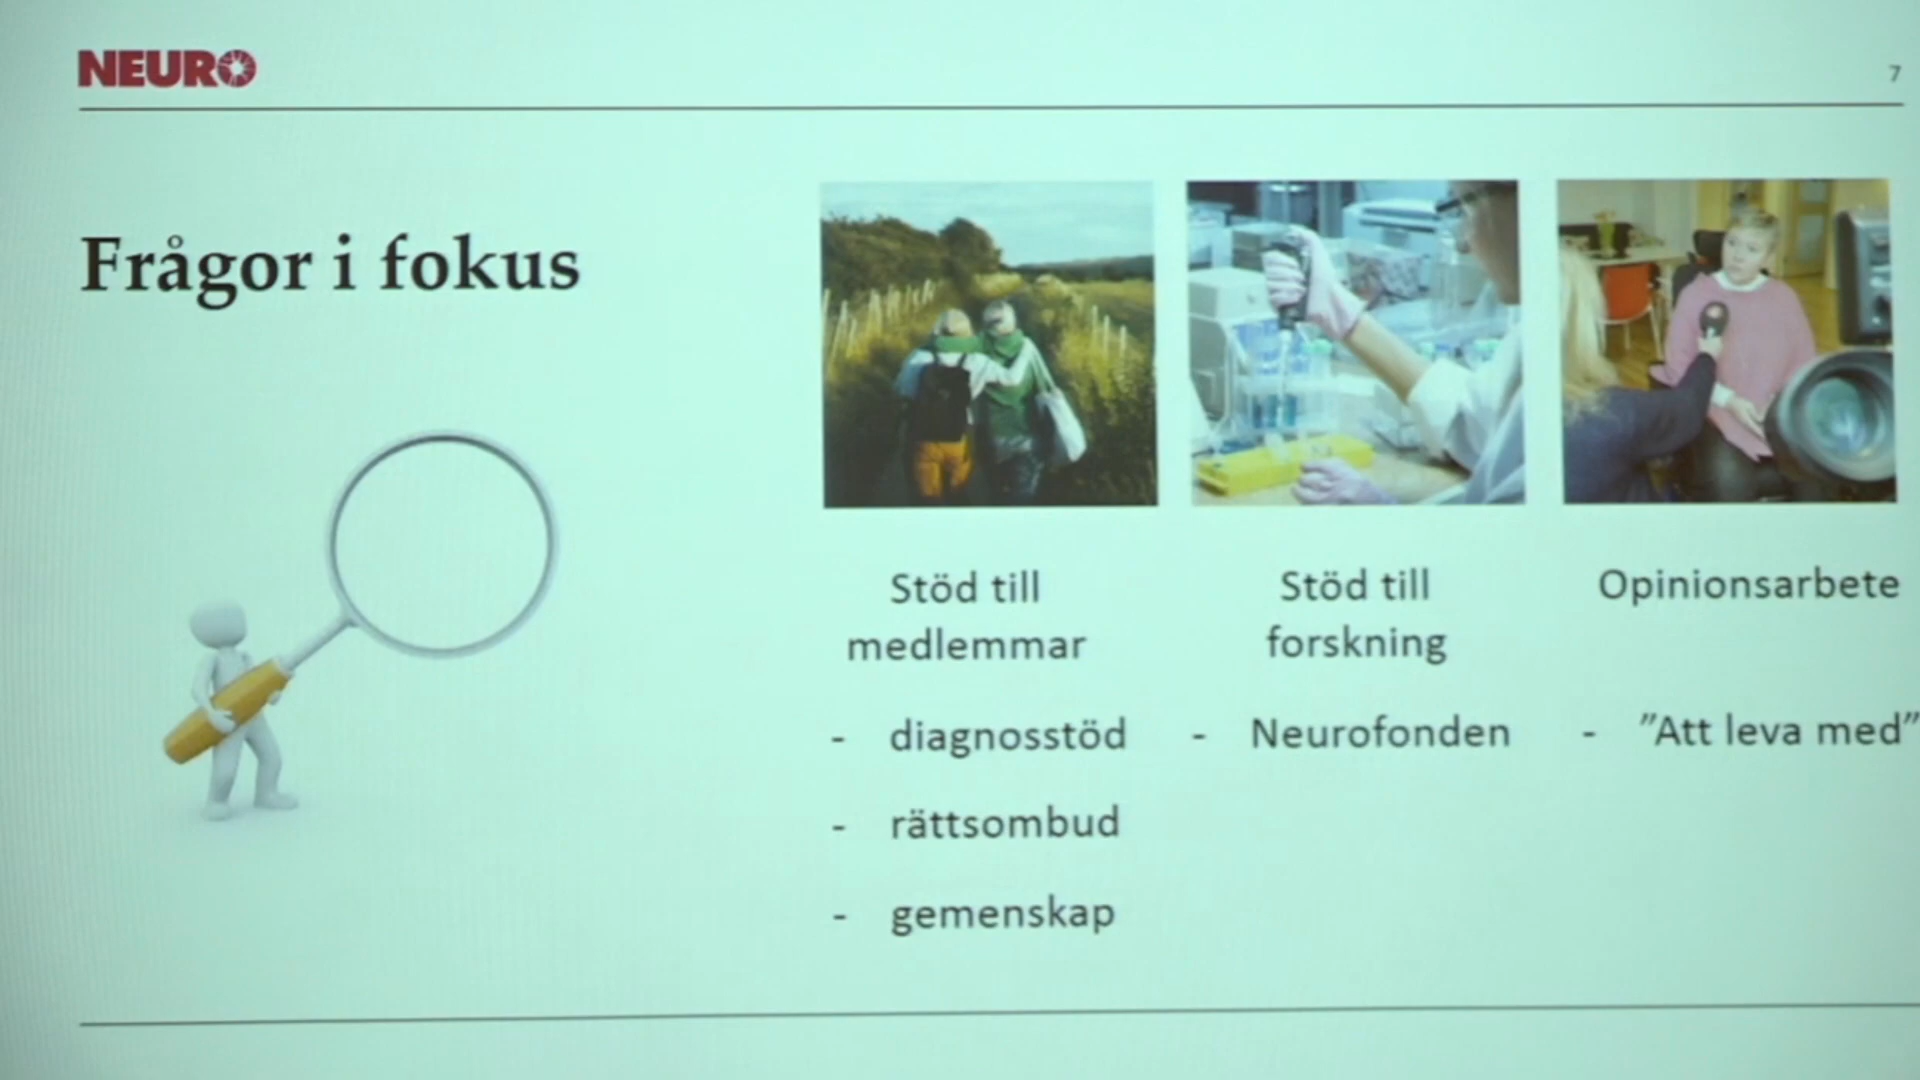 NEURO
7
Frågor i fokus
Stöd till
medlemmar
- diagnosstöd
- rättsombud
- gemenskap
Stöd till
forskning
- Neurofonden
Opinionsarbete
- ”Att leva med”